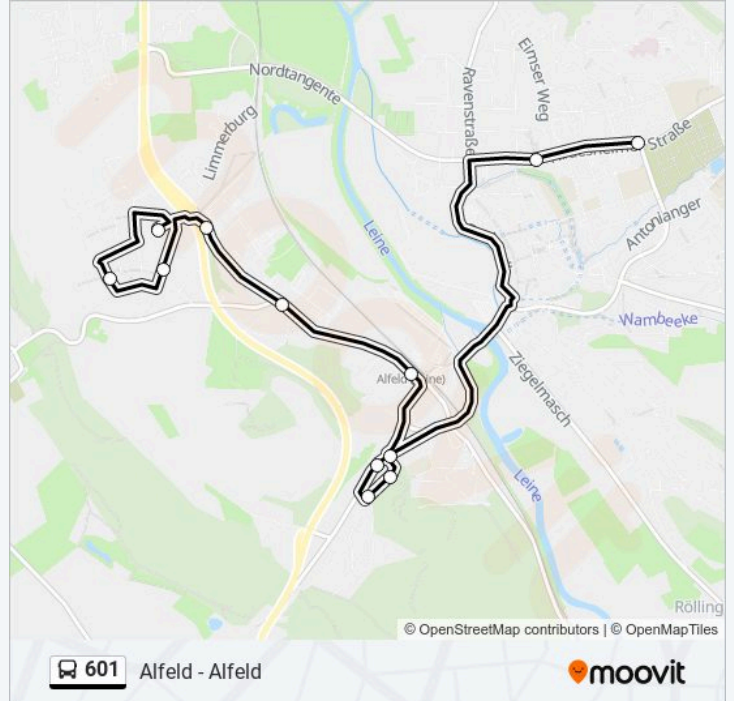 Elmser Weg
Nordtangente
Ravenstraße
Limmerburg
Straße
Antonianger
Leine
Wambeeke
Alfeld (Leine)
Ziegelmasch
Leine
Rölling
© OpenStreetMap contributors | © OpenMapTiles
601 Alfeld - Alfeld
moovit